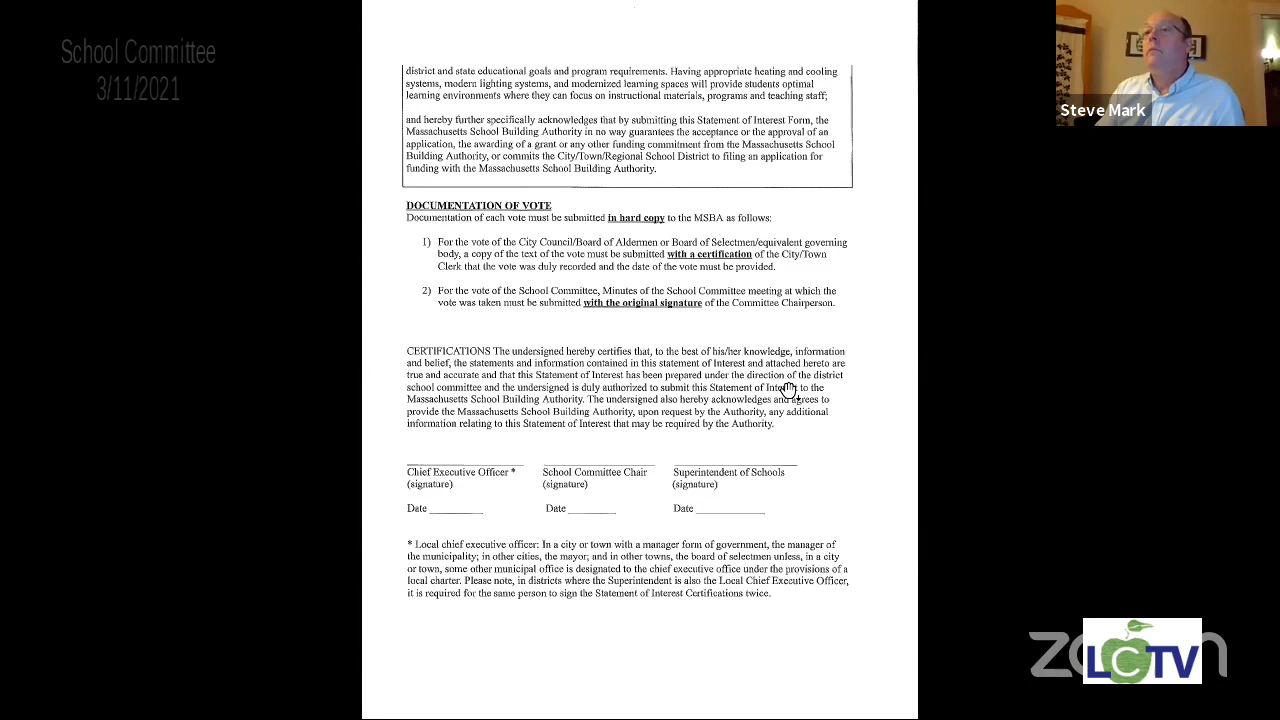 School Committee
3/11/2021
district and state educational goals and program requirements. Having appropriate heating and cooling
systems, modern lighting systems, and modernized learning spaces will provide students optimal
learning environments where they can focus on instructional materials, programs and teaching staff;
and hereby further specifically acknowledges that by submitting this Statement of Interest Form, the
Massachusetts School Building Authority in no way guarantees the acceptance or the approval of an
application, the awarding of a grant or any other funding commitment from the Massachusetts School
Building Authority, or commits the City/Town/Regional School District to filing an application for
funding with the Massachusetts School Building Authority.
DOCUMENTATION OF VOTE
Documentation of each vote must be submitted in hard copy to the MSBA as follows:
1) For the vote of the City Council/Board of Aldermen or Board of Selectmen/equivalent governing
body, a copy of the text of the vote must be submitted with a certification of the City/Town
Clerk that the vote was duly recorded and the date of the vote must be provided.
2) For the vote of the School Committee, Minutes of the School Committee meeting at which the
vote was taken must be submitted with the original signature of the Committee Chairperson.
CERTIFICATIONS The undersigned hereby certifies that, to the best of his/her knowledge, information
and belief, the statements and information contained in this statement of Interest and attached hereto are
true and accurate and that this Statement of Interest has been prepared under the direction of the district
school committee and the undersigned is duly authorized to submit this Statement of Interest to the
Massachusetts School Building Authority. The undersigned also hereby acknowledges and agrees to
provide the Massachusetts School Building Authority, upon request by the Authority, any additional
information relating to this Statement of Interest that may be required by the Authority.
Chief Executive Officer * School Committee Chair Superintendent of Schools
(signature) (signature) (signature)
Date Date Date
* Local chief executive officer: In a city or town with a manager form of government, the manager of
the municipality; in other cities, the mayor; and in other towns, the board of selectmen unless, in a city
or town, some other municipal office is designated to the chief executive office under the provisions of a
local charter. Please note, in districts where the Superintendent is also the Local Chief Executive Officer,
it is required for the same person to sign the Statement of Interest Certifications twice.
Steve Mark
LCTV